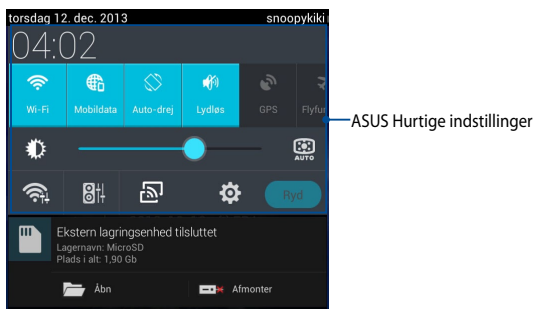 torsdag 12. dec. 2013 snoopykiki
04:02
Wi-Fi Mobildata Auto-drej Lydløs GPS Flyfun
ASUS Hurtige indstillinger
AUTO
Ryd
Ekstern lagringsenhed tilsluttet
Lagernavn: MicroSD
Plads i alt: 1,90 Gb
Åbn Afmonter